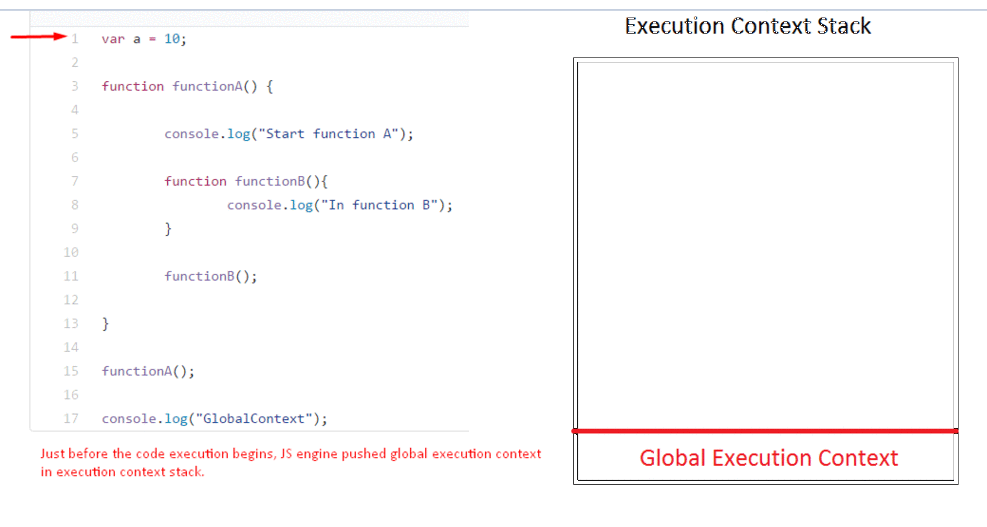 Execution Context Stack
1 var a = 10;
2
3 function functionA() {
4
5 console.log("Start function A");
6
7 function functionB(){
8 console.log("In function B");
9 }
10
11 functionB();
12
13 }
14
15 functionA();
16
17 console.log("GlobalContext");
Just before the code execution begins, JS engine pushed global execution context
in execution context stack.
Global Execution Context